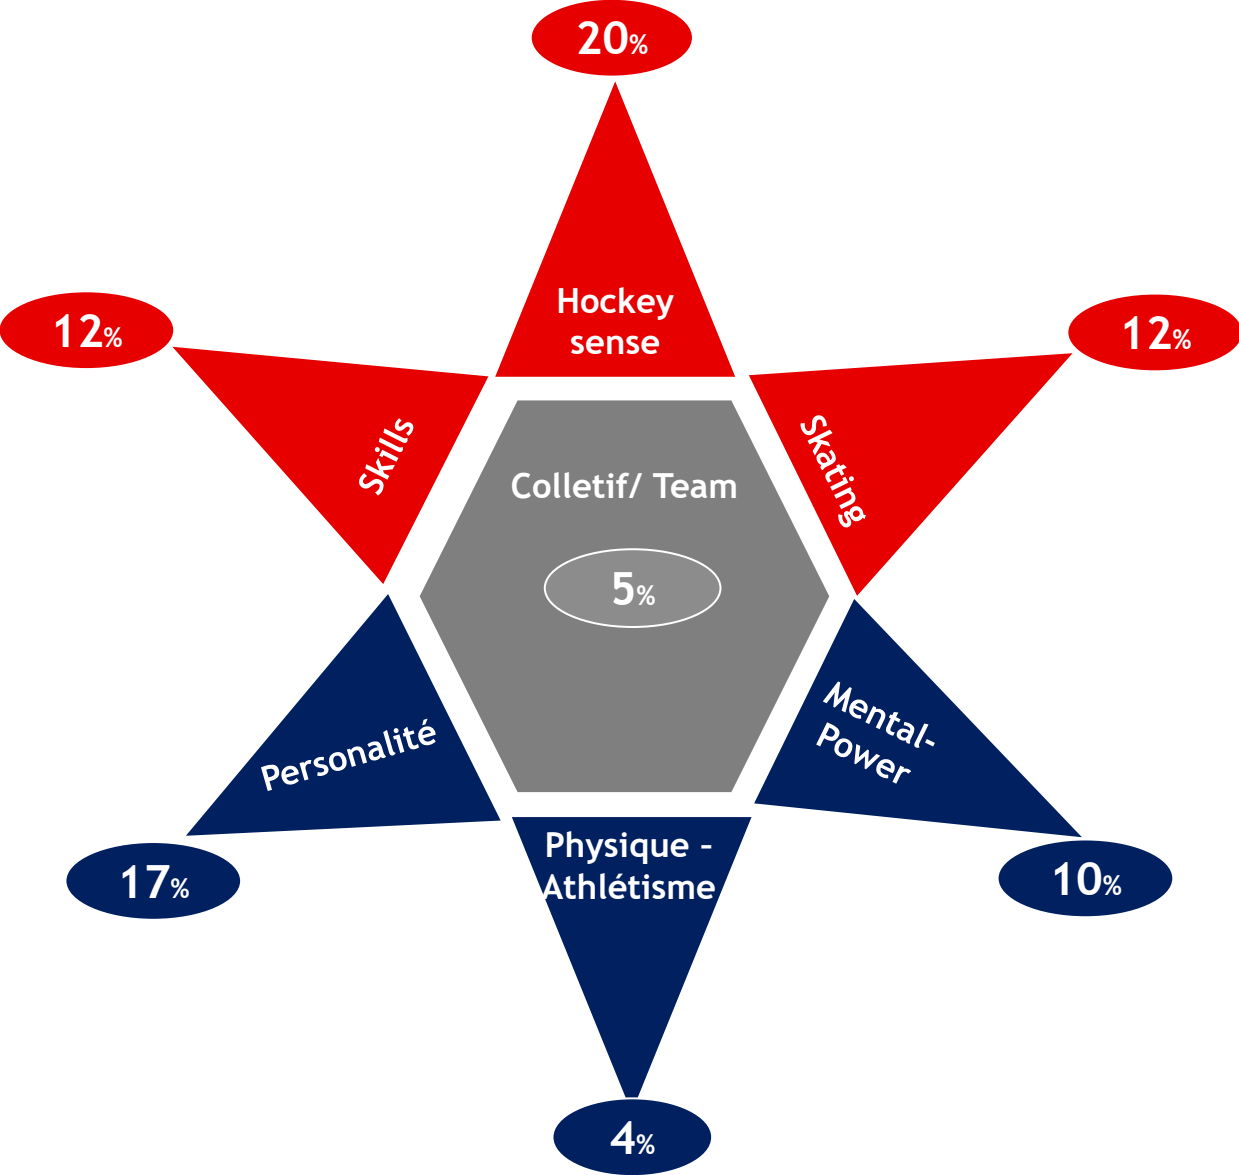 20%
Hockey
sense
12%
12%
Skills
Skating
Colletif/ Team
5%
Personalité
Mental-
Power
Physique –
Athlétisme
17%
10%
4%